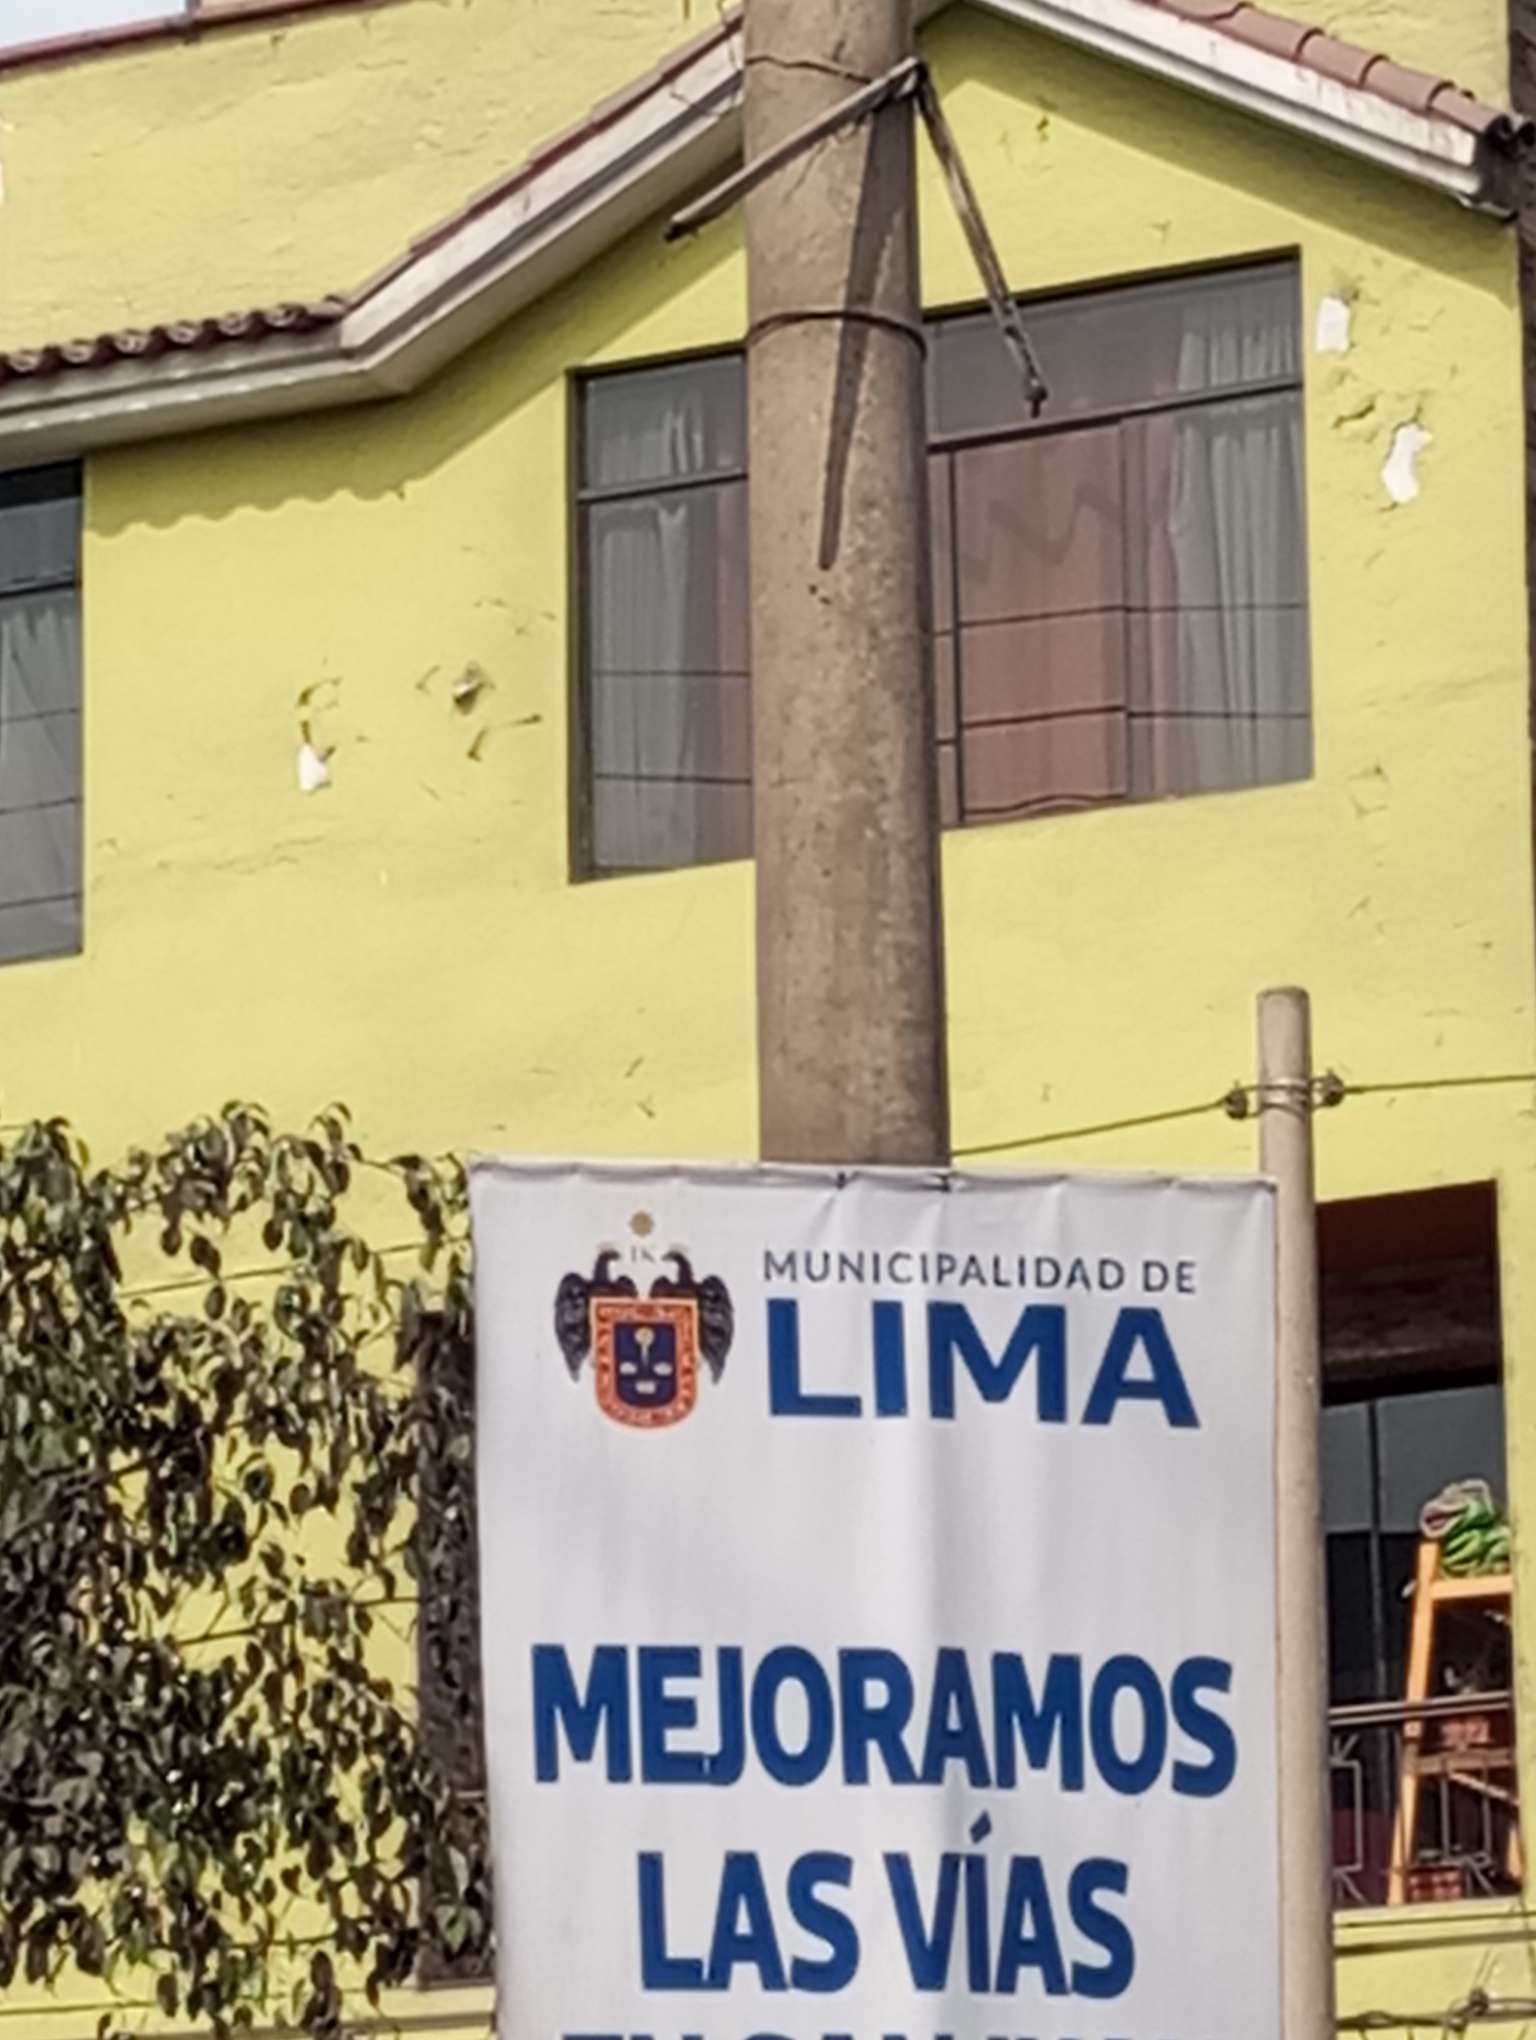 MUNICIPALIDAD DE
LIMA
MEJORAMOS
LAS VÍAS